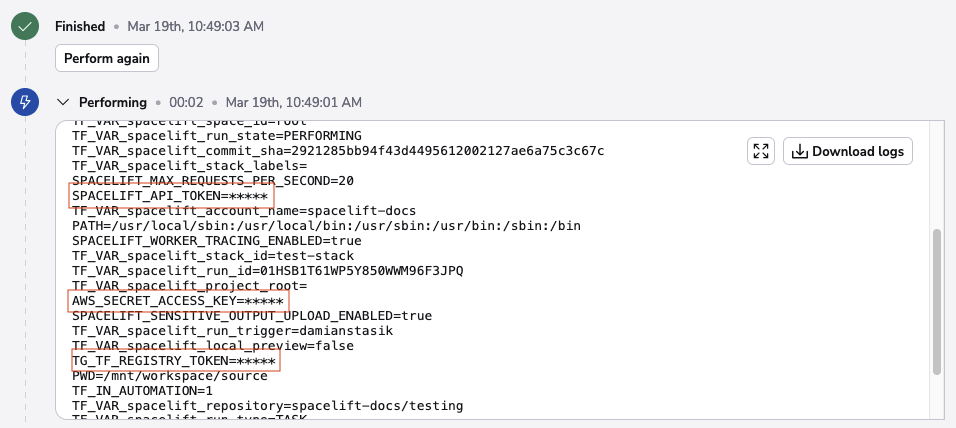 Finished • Mar 19th, 10:49:03 AM
Perform again
Performing • 00:02 • Mar 19th, 10:49:01 AM
TF_VAR_spacelift_space_id=root
TF_VAR_spacelift_run_state=PERFORMING
TF_VAR_spacelift_commit_sha=2921285bb94f43d4495612002127ae6a75c3c67c
Download logs
TF_VAR_spacelift_stack_labels=
SPACELIFT_MAX_REQUESTS_PER_SECOND=20
SPACELIFT_API_TOKEN=*****
TF_VAR_spacelift_account_name=spacelift-docs
PATH=/usr/local/sbin:/usr/local/bin:/usr/sbin:/usr/bin:/sbin:/bin
SPACELIFT_WORKER_TRACING_ENABLED=true
TF_VAR_spacelift_stack_id=test-stack
TF_VAR_spacelift_run_id=01HSB1T61WP5Y850WWM96F3JPQ
TF_VAR_spacelift_project_root=
AWS_SECRET_ACCESS_KEY=*****
SPACELIFT_SENSITIVE_OUTPUT_UPLOAD_ENABLED=true
TF_VAR_spacelift_run_trigger=damianstasik
TF_VAR_spacelift_local_preview=false
TG_TF_REGISTRY_TOKEN=*****
PWD=/mnt/workspace/source
TF_IN_AUTOMATION=1
TF_VAR_spacelift_repository=spacelift-docs/testing
TF_VAR_spacelift_run_type=TASK